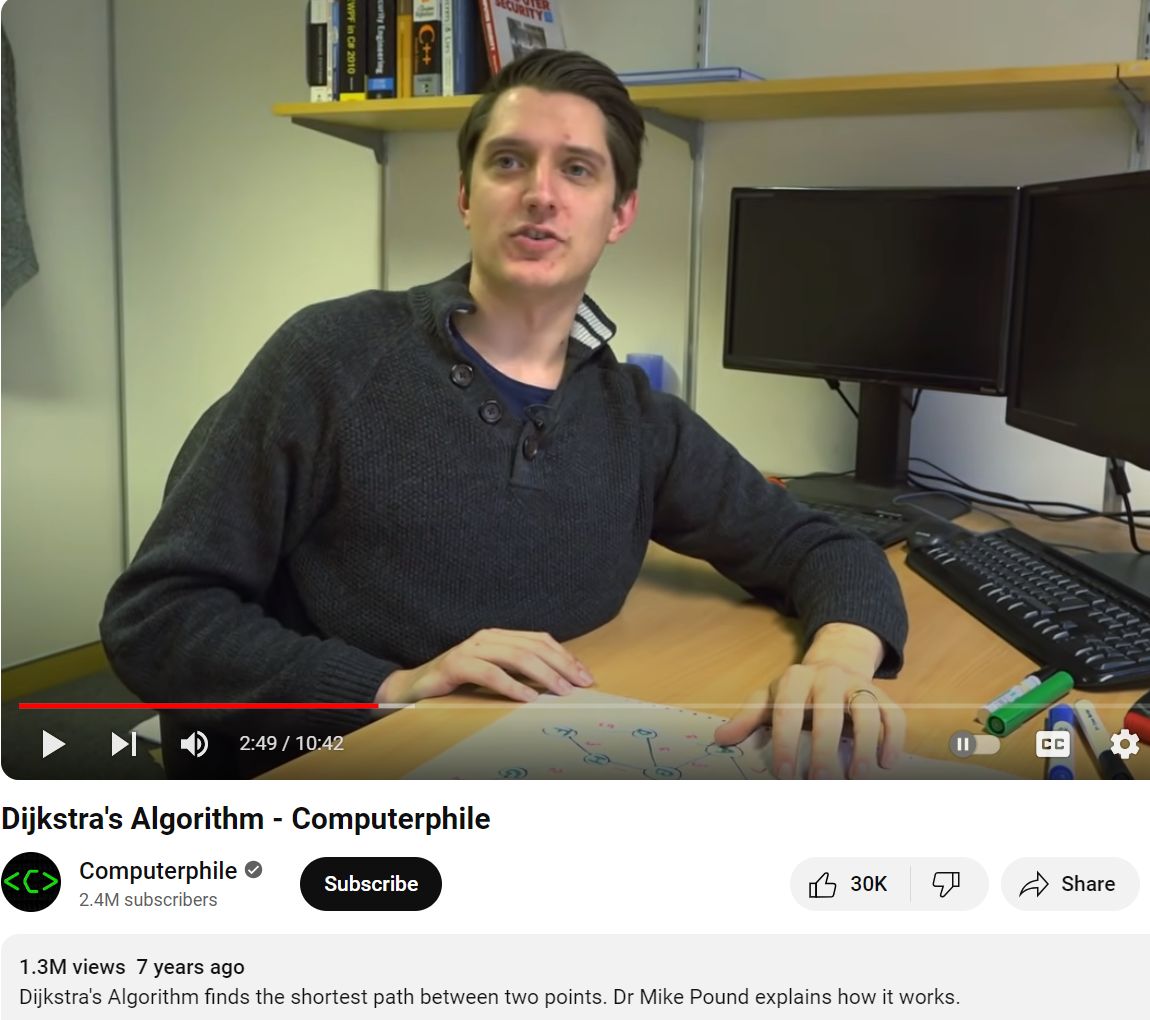 WPF in C# 2010
Security Engineering
C++
COMPUTER
SECURITY
2:49 / 10:42
CC
Dijkstra's Algorithm - Computerphile
<C>
Computerphile
2.4M subscribers
Subscribe
30K
Share
1.3M views 7 years ago
Dijkstra's Algorithm finds the shortest path between two points. Dr Mike Pound explains how it works.